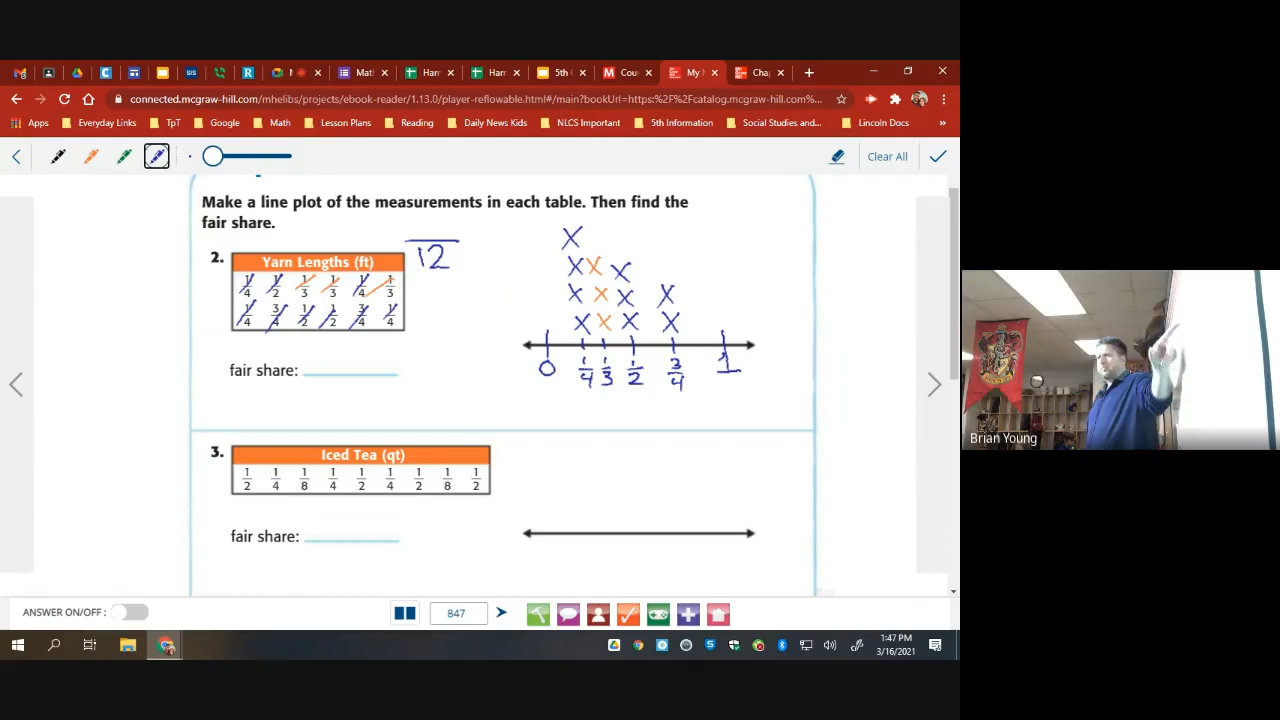 Math
Harr
Harr
5th
Cou
My N
Cha
connected.mcgraw-hill.com/mhelibs/projects/ebook-reader/1.13.0/player-reflowable.html#/main?bookUrl=https:%2F%2Fcatalog.mcgraw-hill.com%...
Apps Everyday Links TpT Google Math Lesson Plans Reading Daily News Kids NLCS Important 5th Information Social Studies and... Lincoln Docs »
Clear All
Make a line plot of the measurements in each table. Then find the
fair share.
2. Yarn Lengths (ft)
1/4 1/2 1/3 1/3 1/4 1/3
1/4 3/4 1/2 1/2 3/4 1/4
12
X
X X X
X X X X
X X X X
0 1/4 1/3 1/2 3/4 1
fair share:
3. Iced Tea (qt)
1/2 1/4 1/8 1/4 1/2 1/4 1/2 1/8 1/2
fair share:
Brian Young
ANSWER ON/OFF:
847
1:47 PM
3/16/2021